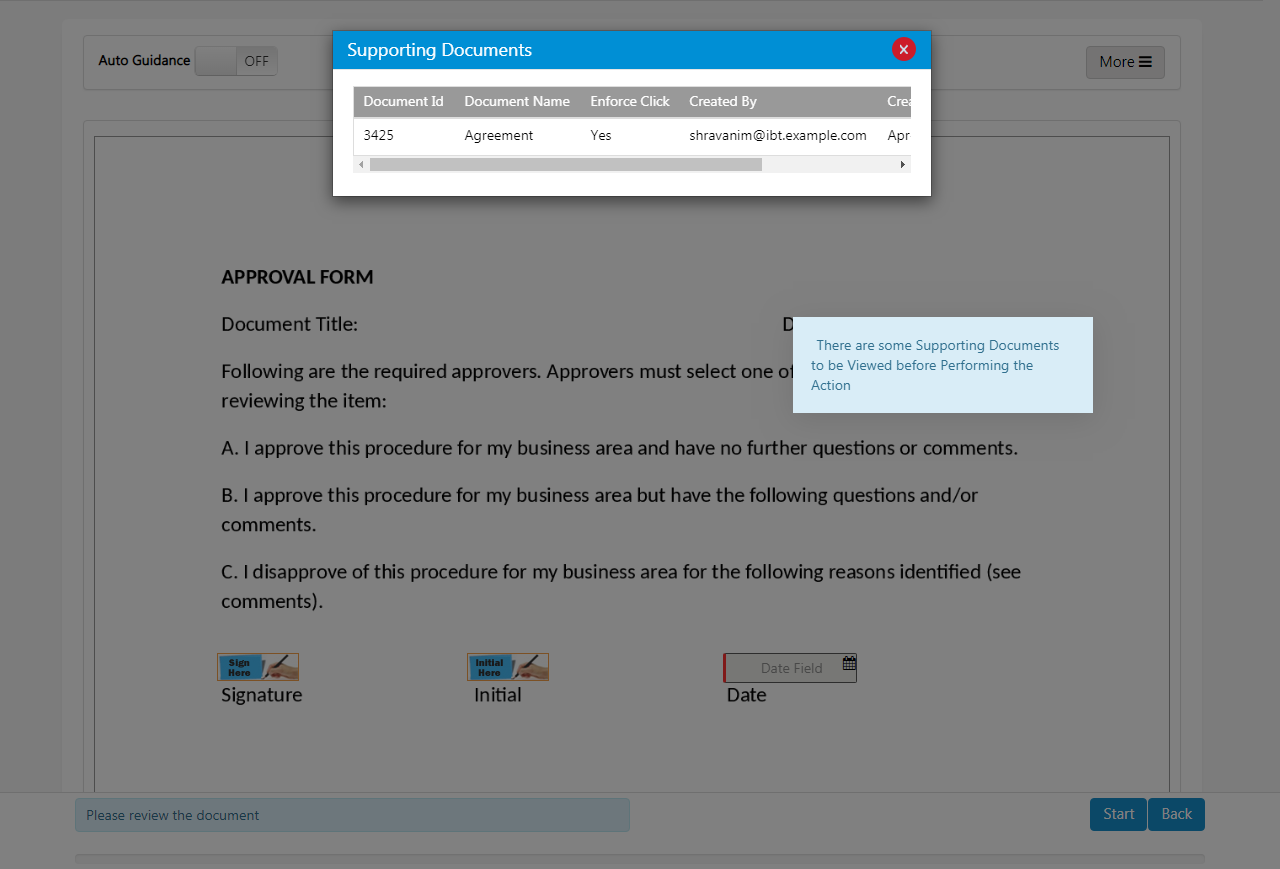 Supporting Documents
Auto Guidance OFF
More
Document Id Document Name Enforce Click Created By
3425 Agreement Yes shravanim@ibt.example.com Apr
APPROVAL FORM
Document Title:
There are some Supporting Documents
to be Viewed before Performing the
Action
Following are the required approvers. Approvers must select one of
reviewing the item:
A. I approve this procedure for my business area and have no further questions or comments.
B. I approve this procedure for my business area but have the following questions and/or
comments.
C. I disapprove of this procedure for my business area for the following reasons identified (see
comments).
Sign
Here
Initial
Here
Date Field
Signature Initial Date
Please review the document
Start Back